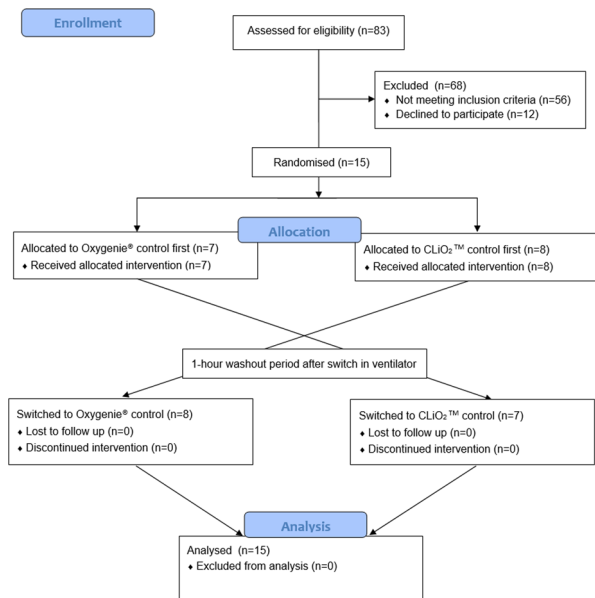 Enrollment
Assessed for eligibility (n=83)
Excluded (n=68)
♦ Not meeting inclusion criteria (n=56)
♦ Declined to participate (n=12)
Randomised (n=15)
Allocation
Allocated to Oxygenie® control first (n=7)
♦ Received allocated intervention (n=7)
Allocated to CLiO₂™ control first (n=8)
♦ Received allocated intervention (n=8)
1-hour washout period after switch in ventilator
Switched to Oxygenie® control (n=8)
♦ Lost to follow up (n=0)
♦ Discontinued intervention (n=0)
Switched to CLiO₂™ control (n=7)
♦ Lost to follow up (n=0)
♦ Discontinued intervention (n=0)
Analysis
Analysed (n=15)
♦ Excluded from analysis (n=0)